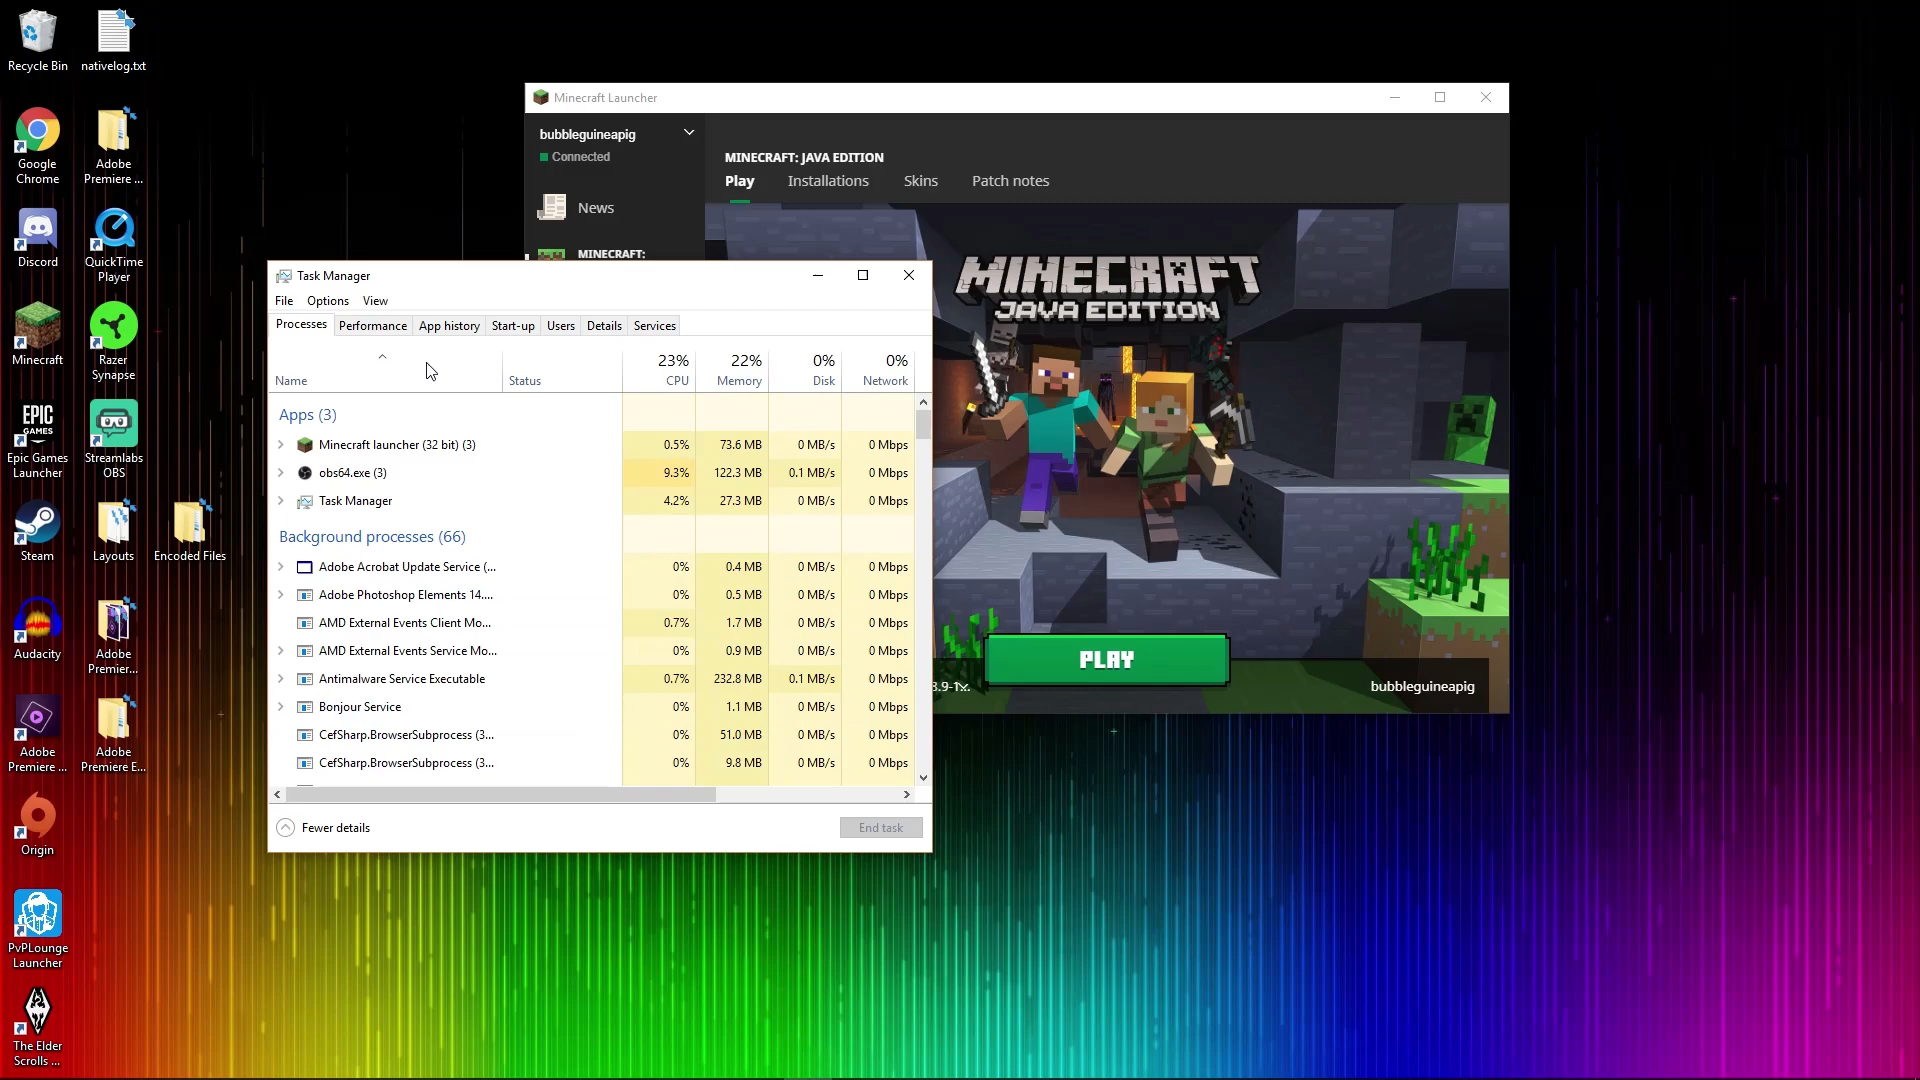 Recycle Bin
nativelog.txt
Google
Chrome
Adobe
Premiere ...
Discord
QuickTime
Player
Minecraft
Razer
Synapse
EPIC
GAMES
Epic Games
Launcher
Streamlabs
OBS
Steam
Layouts
Encoded Files
Audacity
Adobe
Premier...
Adobe
Premiere ...
Adobe
Premiere E...
Origin
PvPLounge
Launcher
The Elder
Scrolls ...
Minecraft Launcher
bubbleguineapig
Connected
News
MINECRAFT:
MINECRAFT: JAVA EDITION
Play Installations Skins Patch notes
MINECRAFT
JAVA EDITION
PLAY
bubbleguineapig
Task Manager
File Options View
Processes Performance App history Start-up Users Details Services
23% 22% 0% 0%
Name Status CPU Memory Disk Network
Apps (3)
Minecraft launcher (32 bit) (3) 0.5% 73.6 MB 0 MB/s 0 Mbps
obs64.exe (3) 9.3% 122.3 MB 0.1 MB/s 0 Mbps
Task Manager 4.2% 27.3 MB 0 MB/s 0 Mbps
Background processes (66)
Adobe Acrobat Update Service (... 0% 0.4 MB 0 MB/s 0 Mbps
Adobe Photoshop Elements 14.... 0% 0.5 MB 0 MB/s 0 Mbps
AMD External Events Client Mo... 0.7% 1.7 MB 0 MB/s 0 Mbps
AMD External Events Service Mo... 0% 0.9 MB 0 MB/s 0 Mbps
Antimalware Service Executable 0.7% 232.8 MB 0.1 MB/s 0 Mbps
Bonjour Service 0% 1.1 MB 0 MB/s 0 Mbps
CefSharp.BrowserSubprocess (3... 0% 51.0 MB 0 MB/s 0 Mbps
CefSharp.BrowserSubprocess (3... 0% 9.8 MB 0 MB/s 0 Mbps
Fewer details
End task